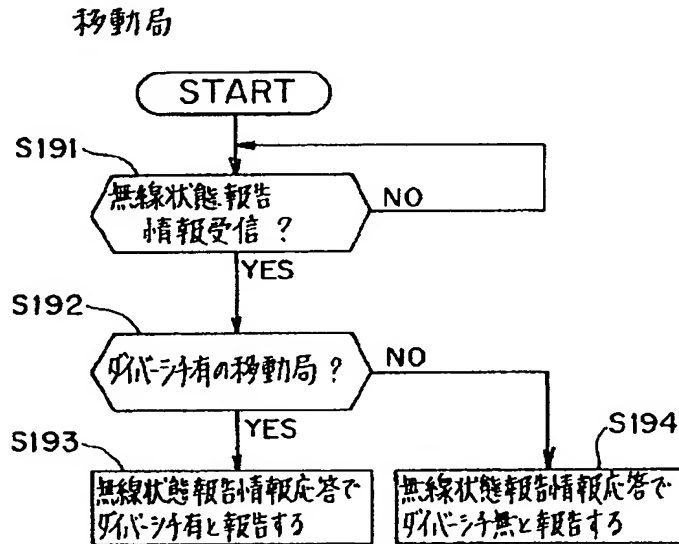 移動局
START
S191
無線状態報告
情報受信？
NO
YES
S192
ダイバーシチ有の移動局？
NO
YES
S193
無線状態報告情報応答で
ダイバーシチ有と報告する
S194
無線状態報告情報応答で
ダイバーシチ無と報告する